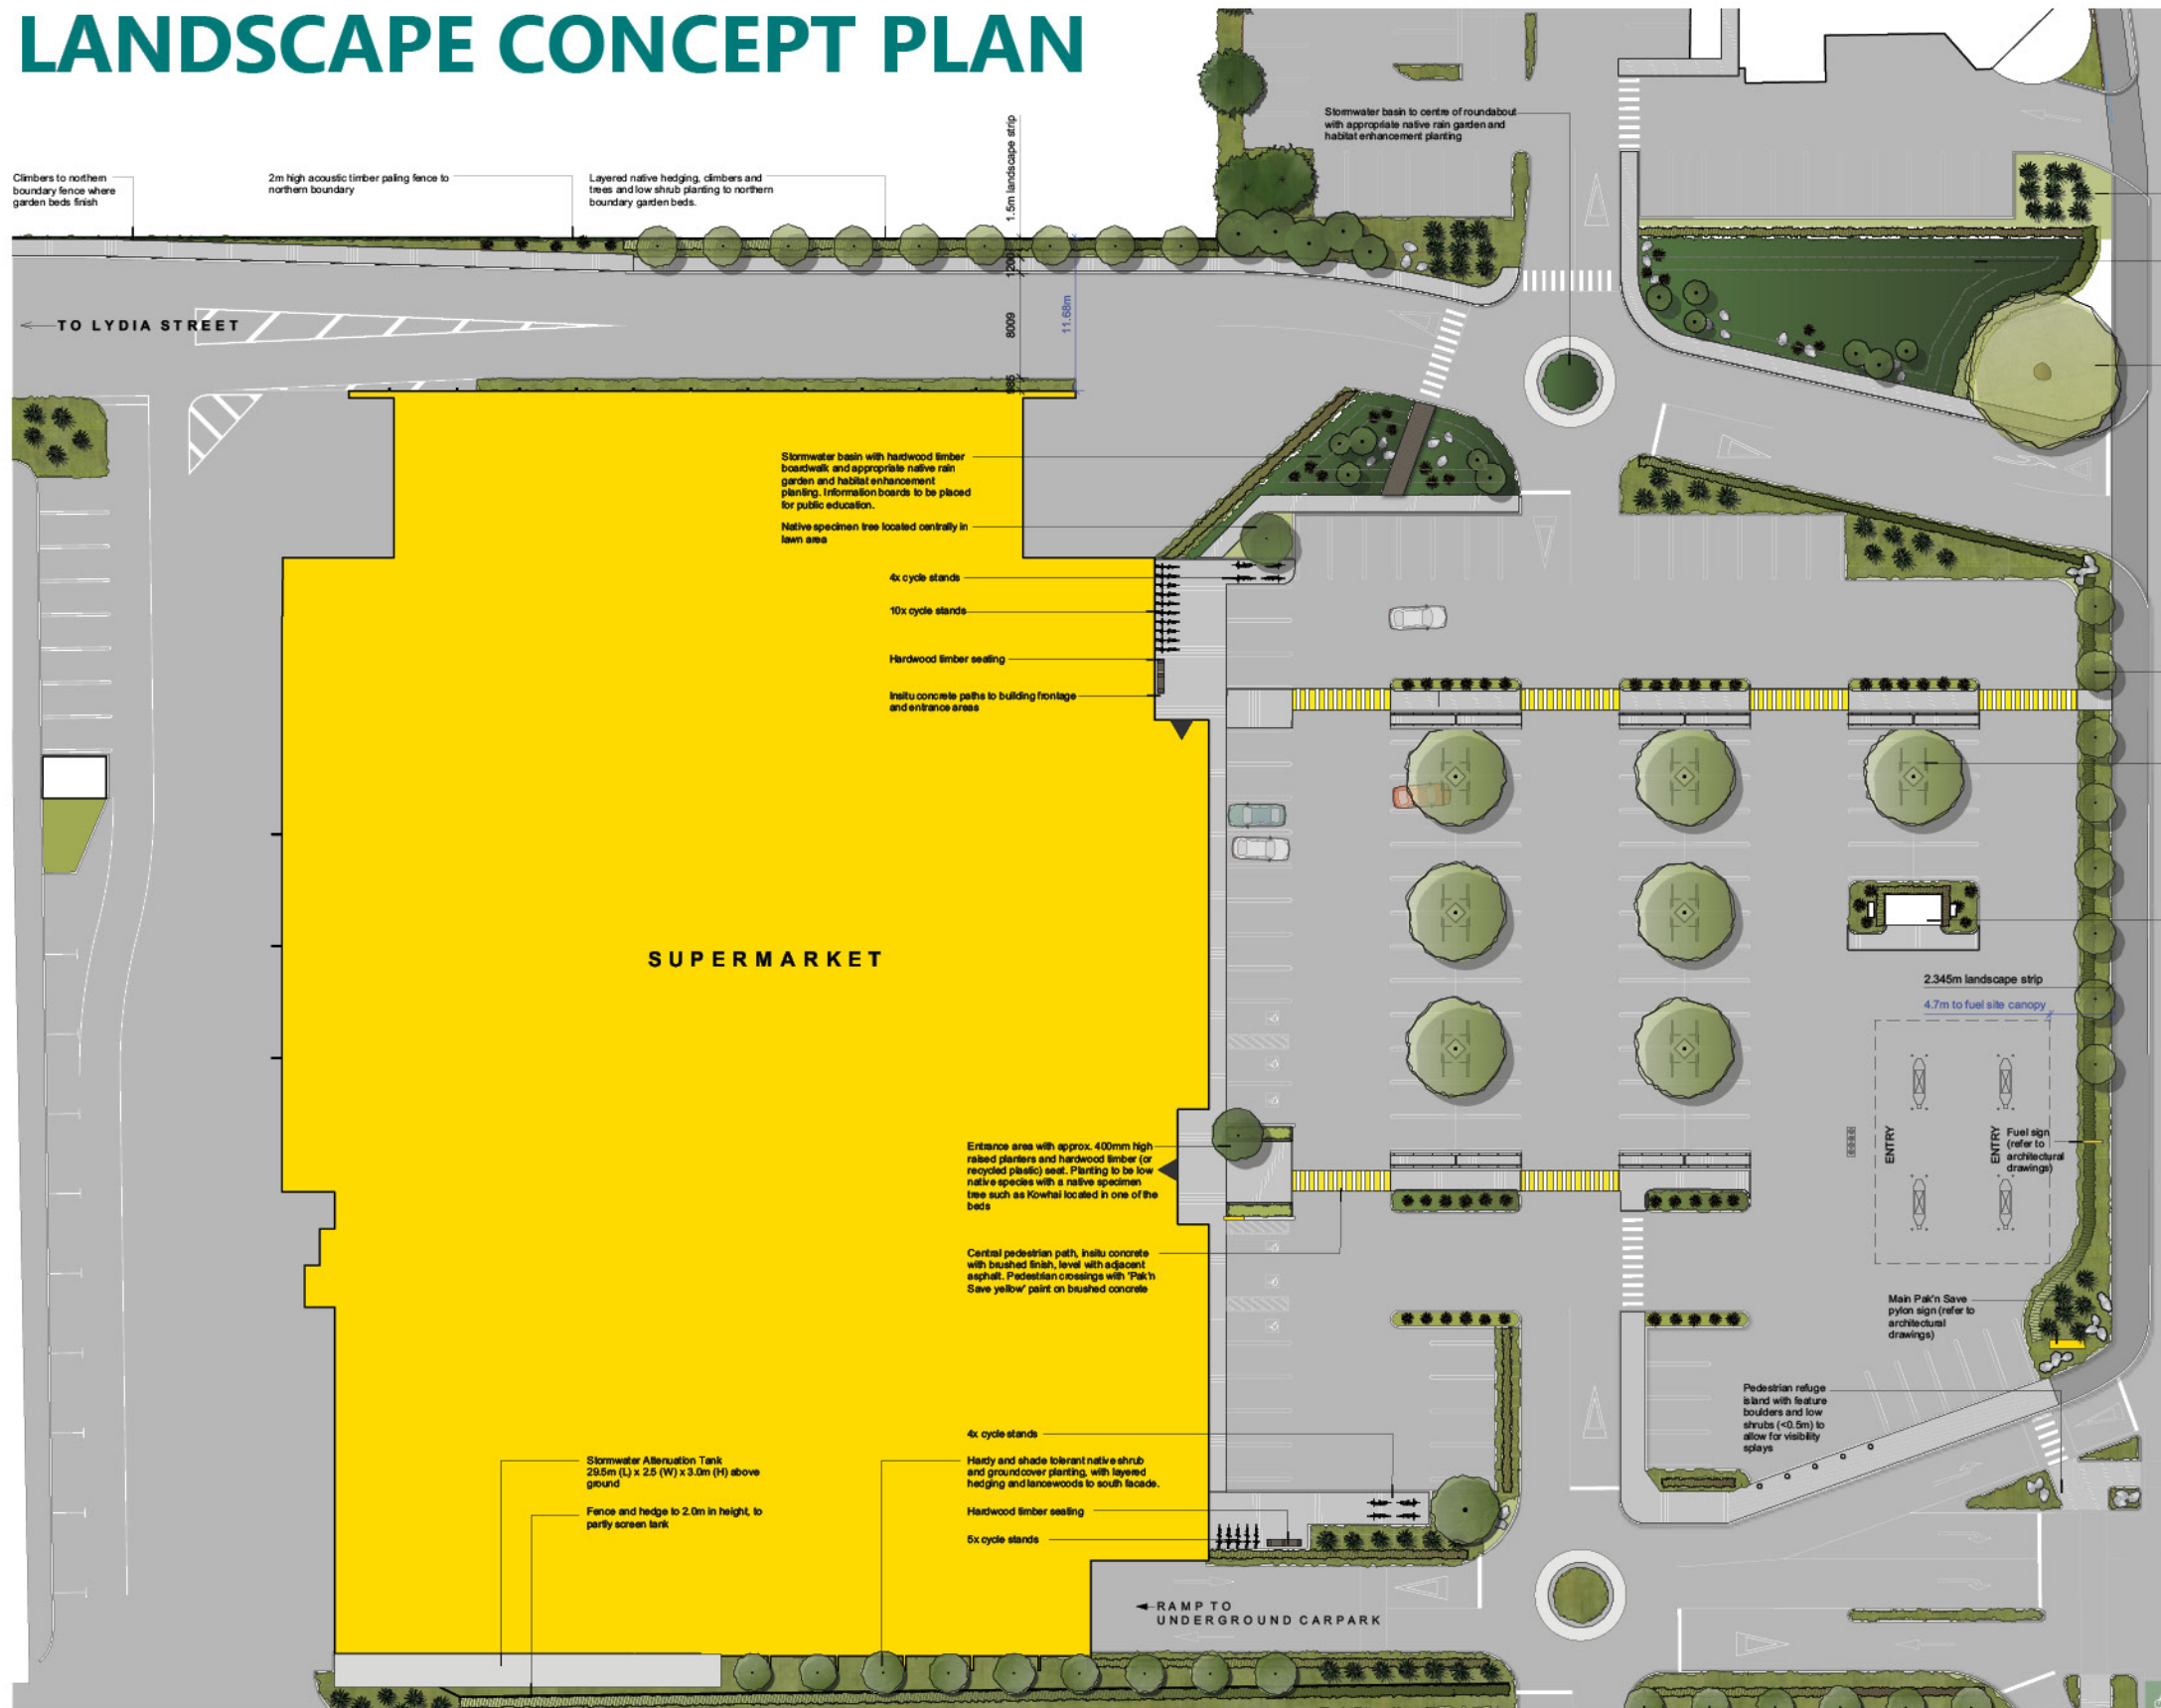 LANDSCAPE CONCEPT PLAN
Climbers to northern
boundary fence where
garden beds finish
2m high acoustic timber paling fence to
northern boundary
Layered native hedging, climbers and
trees and low shrub planting to northern
boundary garden beds.
1.5m landscape strip
1200
8009
985
11.68m
Stormwater basin to centre of roundabout
with appropriate native rain garden and
habitat enhancement planting
TO LYDIA STREET
Stormwater basin with hardwood timber
boardwalk and appropriate native rain
garden and habitat enhancement
planting. Information boards to be placed
for public education.
Native specimen tree located centrally in
lawn area
4x cycle stands
10x cycle stands
Hardwood timber seating
Insitu concrete paths to building frontage
and entrance areas
SUPERMARKET
2.345m landscape strip
4.7m to fuel site canopy
ENTRY
ENTRY
Fuel sign
(refer to
architectural
drawings)
Entrance area with approx. 400mm high
raised planters and hardwood timber (or
recycled plastic) seat. Planting to be low
native species with a native specimen
tree such as Kowhai located in one of the
beds
Central pedestrian path, insitu concrete
with brushed finish, level with adjacent
asphalt. Pedestrian crossings with 'Pak'n
Save yellow' paint on brushed concrete
Main Pak'n Save
pylon sign (refer to
architectural
drawings)
Pedestrian refuge
island with feature
boulders and low
shrubs (<0.5m) to
allow for visibility
splays
4x cycle stands
Hardy and shade tolerant native shrub
and groundcover planting, with layered
hedging and lancewoods to south facade.
Hardwood timber seating
5x cycle stands
Stormwater Attenuation Tank
29.5m (L) x 2.5 (W) x 3.0m (H) above
ground
Fence and hedge to 2.0m in height, to
partly screen tank
RAMP TO
UNDERGROUND CARPARK